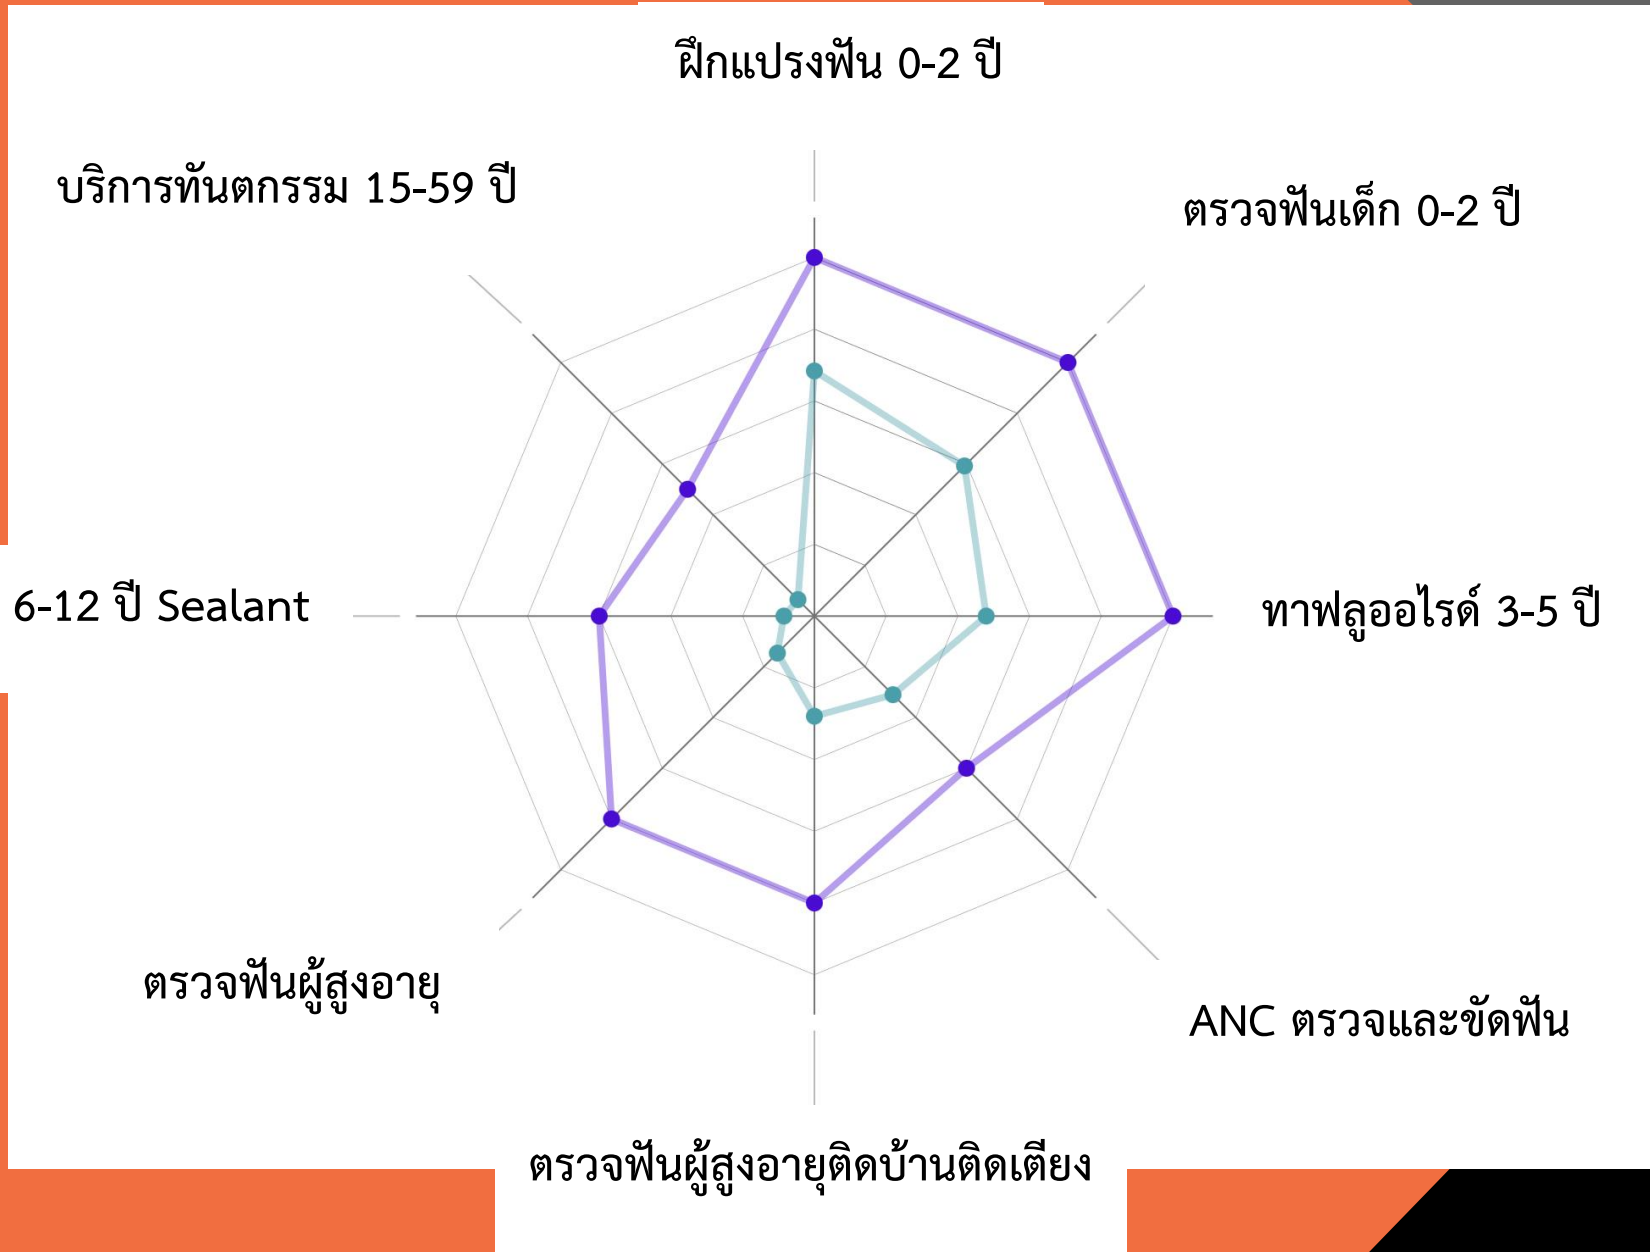 ฝึกแปรงฟัน 0-2 ปี
บริการทันตกรรม 15-59 ปี
ตรวจฟันเด็ก 0-2 ปี
6-12 ปี Sealant
ทาฟลูออไรด์ 3-5 ปี
ตรวจฟันผู้สูงอายุ
ANC ตรวจและขัดฟัน
ตรวจฟันผู้สูงอายุติดบ้านติดเตียง